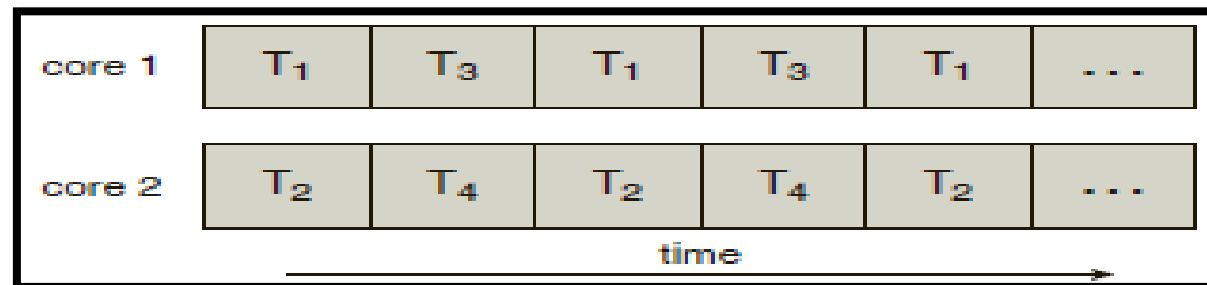 core 1 T₁ T₃ T₁ T₃ T₁ ...
core 2 T₂ T₄ T₂ T₄ T₂ ...
time